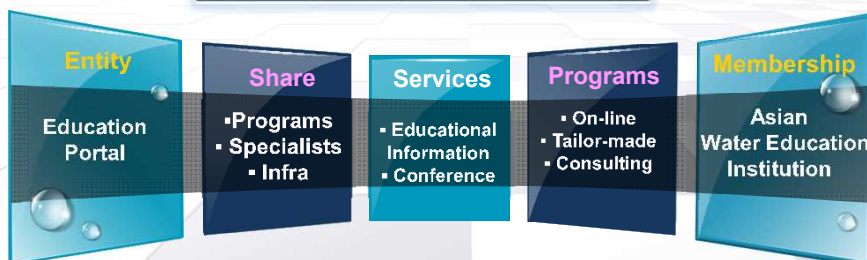 Entity
Education
Portal
Share
▪Programs
▪ Specialists
▪ Infra
Services
▪ Educational
Information
▪ Conference
Programs
▪ On-line
▪ Tailor-made
▪ Consulting
Membership
Asian
Water Education
Institution